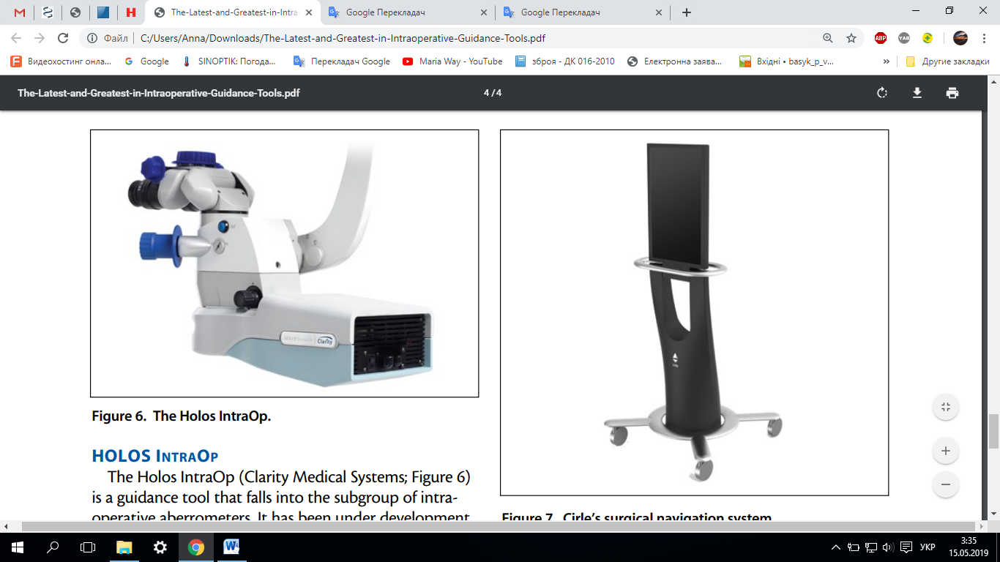 The-Latest-and-Greatest-in-Intra
Google Перекладач
Google Перекладач
Файл
C:/Users/Anna/Downloads/The-Latest-and-Greatest-in-Intraoperative-Guidance-Tools.pdf
ABP
YAB
Видеохостинг онла...
Google
SINOPTIK: Погода...
Перекладач Google
Maria Way - YouTube
зброя - ДК 016-2010
Електронна заява...
Вхідні • basyk_p_v...
»
Другие закладки
The-Latest-and-Greatest-in-Intraoperative-Guidance-Tools.pdf
4 / 4
Clarity
Figure 6. The Holos IntraOp.
HOLOS INTRAOP
The Holos IntraOp (Clarity Medical Systems; Figure 6)
is a guidance tool that falls into the subgroup of intra-
operative aberrometers. It has been under development
Figure 7. Cirle's surgical navigation system
УКР
3:35
15.05.2019